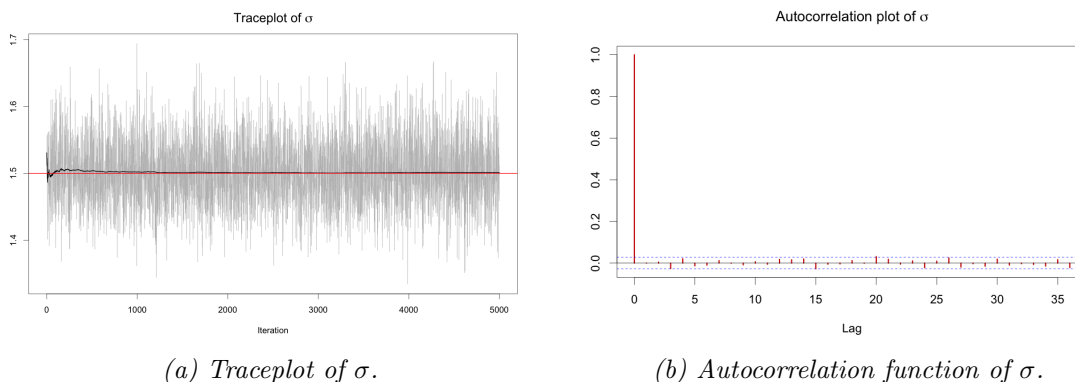 Traceplot of σ
1.7
1.6
1.5
1.4
0 1000 2000 3000 4000 5000
Iteration
(a) Traceplot of σ.
Autocorrelation plot of σ
1.0
0.8
0.6
0.4
0.2
0.0
0 5 10 15 20 25 30 35
Lag
(b) Autocorrelation function of σ.